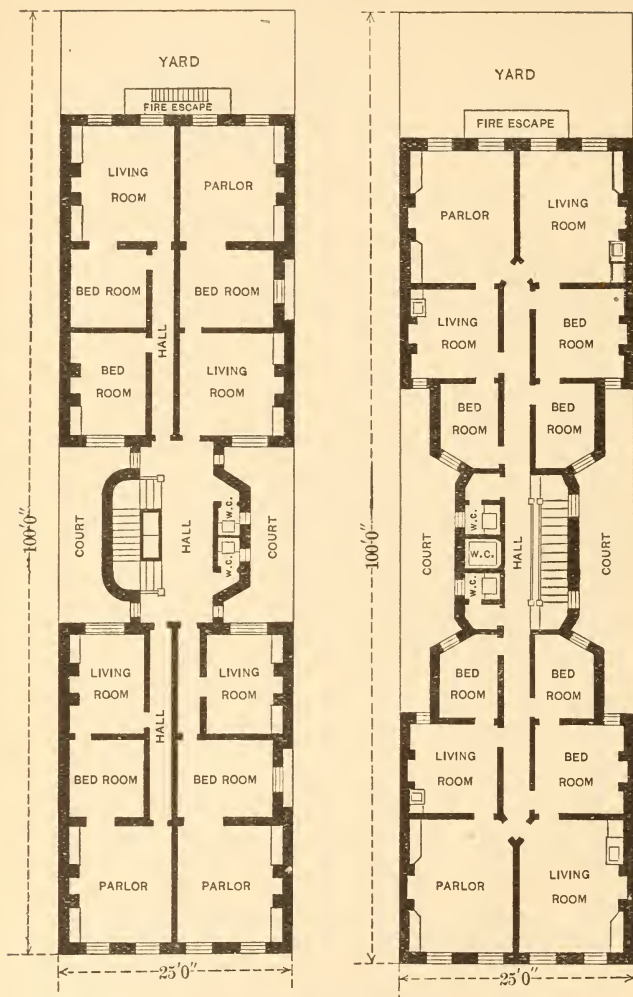 YARD
FIRE ESCAPE
LIVING
ROOM
PARLOR
BED ROOM
BED ROOM
HALL
BED
ROOM
LIVING
ROOM
100'0"
COURT
HALL
W.C.
W.C.
COURT
LIVING
ROOM
HALL
LIVING
ROOM
BED ROOM
BED ROOM
PARLOR
PARLOR
25'0"
YARD
FIRE ESCAPE
PARLOR
LIVING
ROOM
LIVING
ROOM
BED
ROOM
BED
ROOM
BED
ROOM
100'0"
COURT
W.C.
W.C.
W.C.
HALL
COURT
BED
ROOM
BED
ROOM
LIVING
ROOM
BED
ROOM
PARLOR
LIVING
ROOM
25'0"